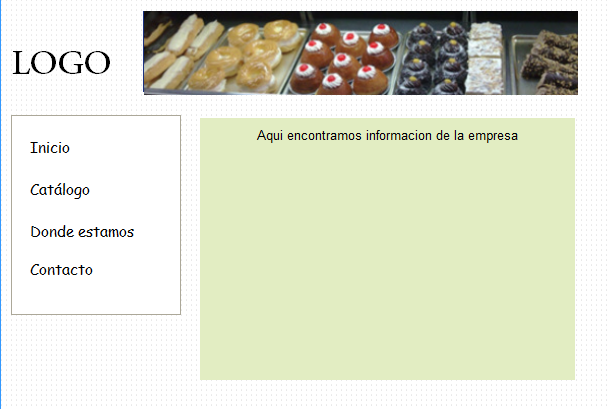 LOGO
Inicio
Catálogo
Donde estamos
Contacto
Aqui encontramos informacion de la empresa